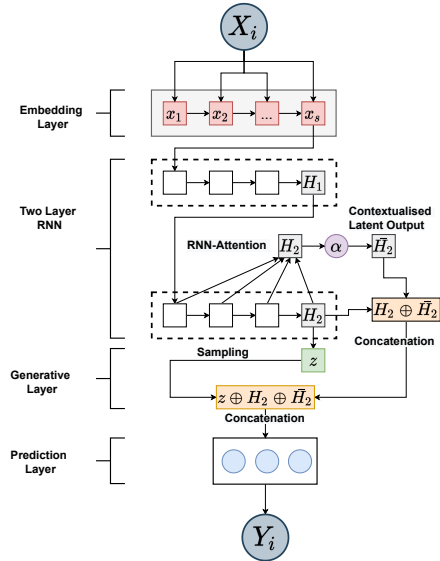 X_i
Embedding
Layer
x_1 x_2 ... x_s
Two Layer
RNN
H_1
RNN-Attention
H_2 α H̄_2
Contextualised
Latent Output
H_2
H_2 ⊕ H̄_2
Concatenation
Generative
Layer
Sampling
z
z ⊕ H_2 ⊕ H̄_2
Concatenation
Prediction
Layer
Y_i